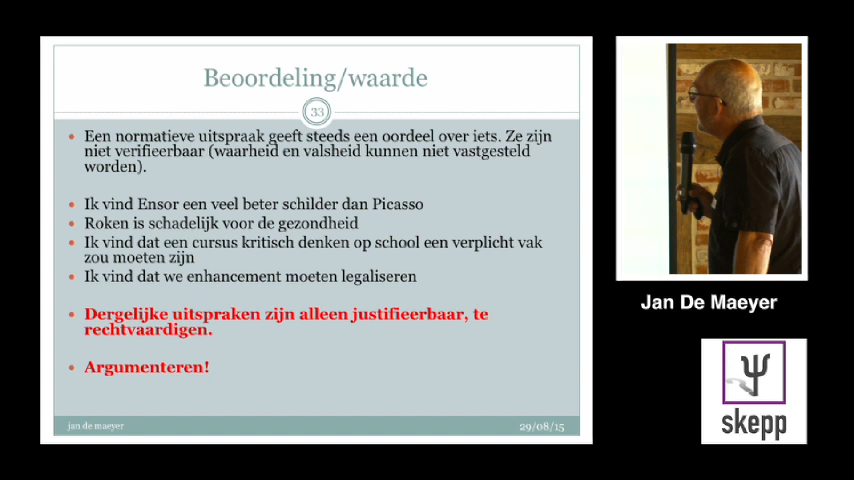 Beoordeling/waarde
33
Een normatieve uitspraak geeft steeds een oordeel over iets. Ze zijn
niet verifieerbaar (waarheid en valsheid kunnen niet vastgesteld
worden).
Ik vind Ensor een veel beter schilder dan Picasso
Roken is schadelijk voor de gezondheid
Ik vind dat een cursus kritisch denken op school een verplicht vak
zou moeten zijn
Ik vind dat we enhancement moeten legaliseren
Dergelijke uitspraken zijn alleen justifieerbaar, te
rechtvaardigen.
Argumenteren!
jan de maeyer
29/08/15
Jan De Maeyer
skepp